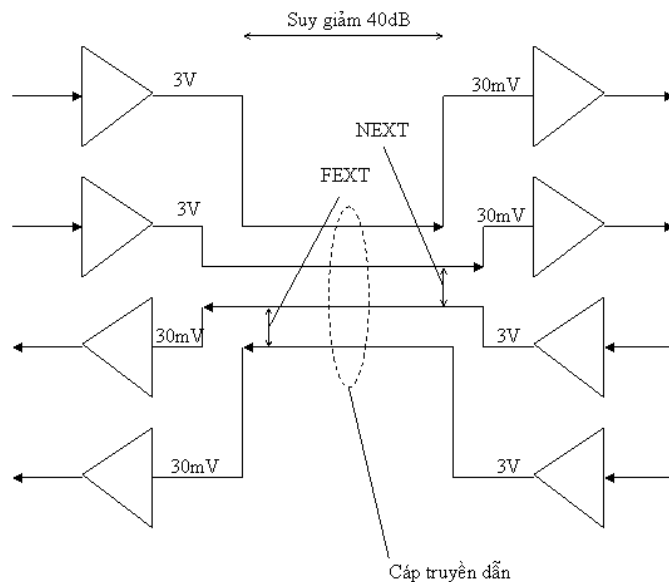 Suy giảm 40dB
3V
30mV
NEXT
FEXT
3V
30mV
30mV
3V
30mV
3V
Cáp truyền dẫn